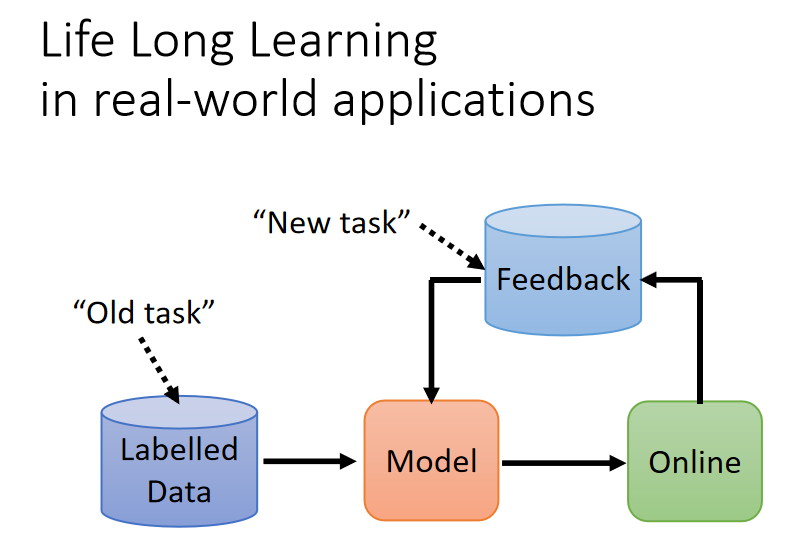 Life Long Learning
in real-world applications
“New task”
Feedback
“Old task”
Labelled
Data
Model
Online